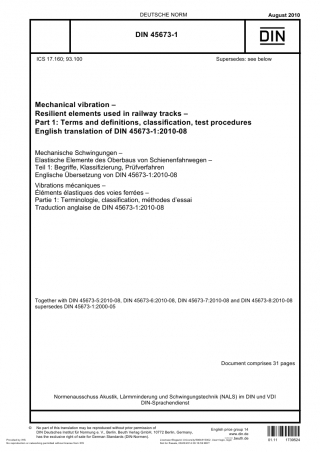 DEUTSCHE NORM
August 2010
DIN 45673-1
DIN
ICS 17.160; 93.100
Supersedes: see below
Mechanical vibration –
Resilient elements used in railway tracks –
Part 1: Terms and definitions, classification, test procedures
English translation of DIN 45673-1:2010-08
Mechanische Schwingungen –
Elastische Elemente des Oberbaus von Schienenfahrwegen –
Teil 1: Begriffe, Klassifizierung, Prüfverfahren
Englische Übersetzung von DIN 45673-1:2010-08
Vibrations mécaniques –
Éléments élastiques des voies ferrées –
Partie 1: Terminologie, classification, méthodes d'essai
Traduction anglaise de DIN 45673-1:2010-08
Together with DIN 45673-5:2010-08, DIN 45673-6:2010-08, DIN 45673-7:2010-08 and DIN 45673-8:2010-08
supersedes DIN 45673-1:2000-05
Document comprises 31 pages
Normenausschuss Akustik, Lärmminderung und Schwingungstechnik (NALS) im DIN und VDI
DIN-Sprachendienst
© No part of this translation may be reproduced without prior permission of
DIN Deutsches Institut für Normung e. V., Berlin. Beuth Verlag GmbH, 10772 Berlin, Germany,
has the exclusive right of sale for German Standards (DIN-Normen).
English price group 14
www.din.de
www.beuth.de
01.11